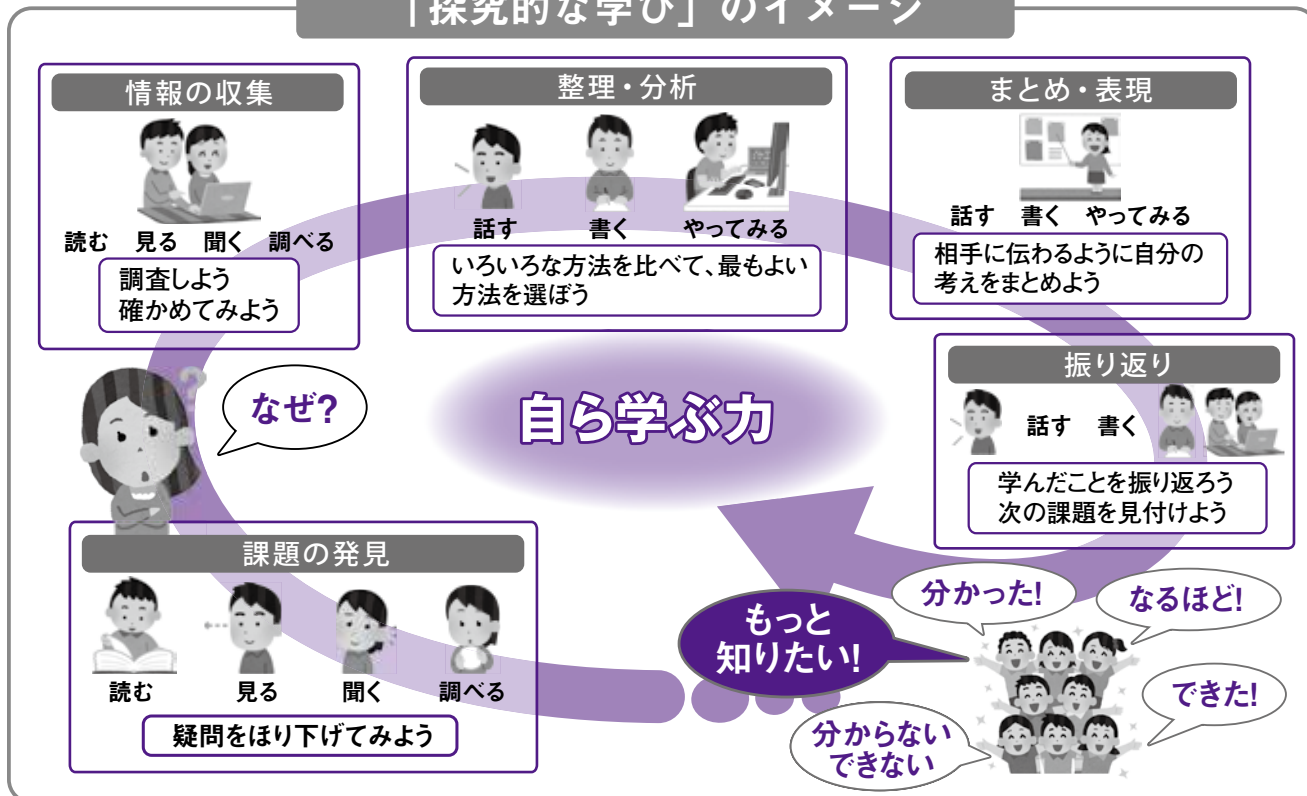 「探究的な学び」のイメージ
情報の収集
読む 見る 聞く 調べる
調査しよう
確かめてみよう
整理・分析
話す 書く やってみる
いろいろな方法を比べて、最もよい
方法を選ぼう
まとめ・表現
話す 書く やってみる
相手に伝わるように自分の
考えをまとめよう
振り返り
話す 書く
学んだことを振り返ろう
次の課題を見付けよう
なぜ?
自ら学ぶ力
課題の発見
読む 見る 聞く 調べる
疑問をほり下げてみよう
もっと
知りたい!
分かった!
なるほど!
できた!
分からない
できない